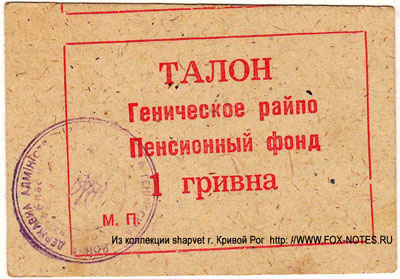 ТАЛОН
Геническое райпо
Пенсионный фонд
1 гривна
М. П.
Из коллекции shapvet г. Кривой Рог http: //WWW.FOX-NOTES.RU